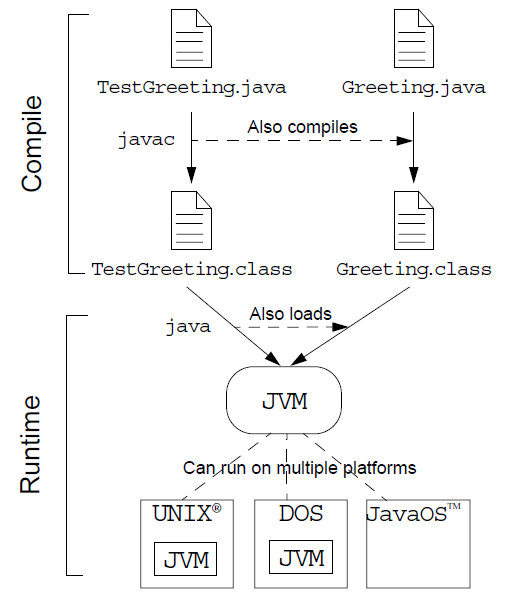 TestGreeting.java
Greeting.java
Compile
javac
Also compiles
TestGreeting.class
Greeting.class
Runtime
java
Also loads
JVM
Can run on multiple platforms
UNIX®
DOS
JavaOS™
JVM
JVM